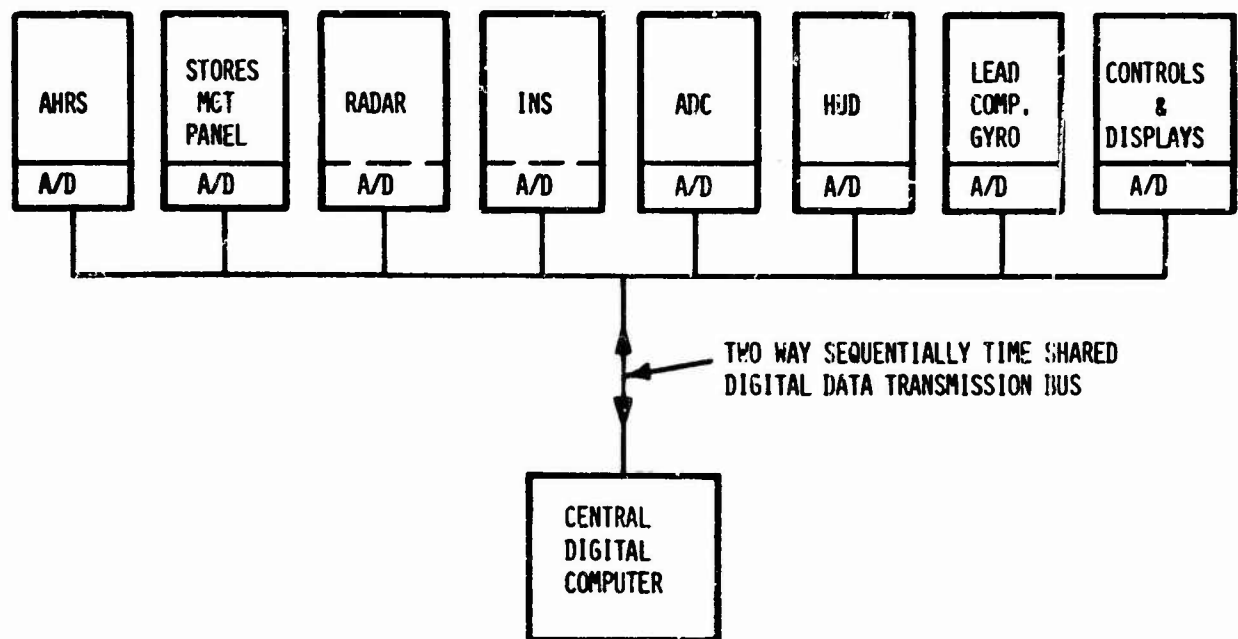 AHRS
STORES
MGT
PANEL
RADAR
INS
ADC
HUD
LEAD
COMP.
GYRO
CONTROLS
&
DISPLAYS
A/D
A/D
A/D
A/D
A/D
A/D
A/D
A/D
TWO WAY SEQUENTIALLY TIME SHARED
DIGITAL DATA TRANSMISSION BUS
CENTRAL
DIGITAL
COMPUTER